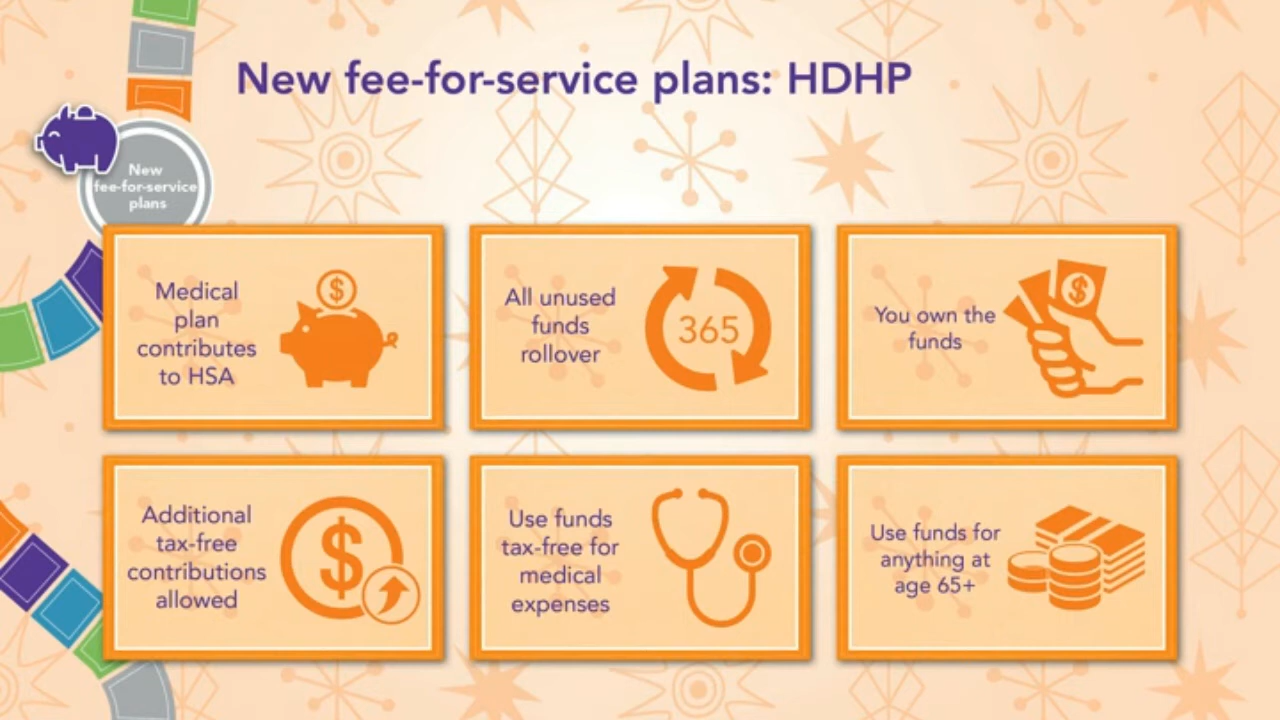 New fee-for-service plans: HDHP
New
fee-for-service
plans
Medical
plan
contributes
to HSA
$
All unused
funds
rollover
365
You own the
funds
$
Additional
tax-free
contributions
allowed
$
Use funds
tax-free for
medical
expenses
Use funds for
anything at
age 65+